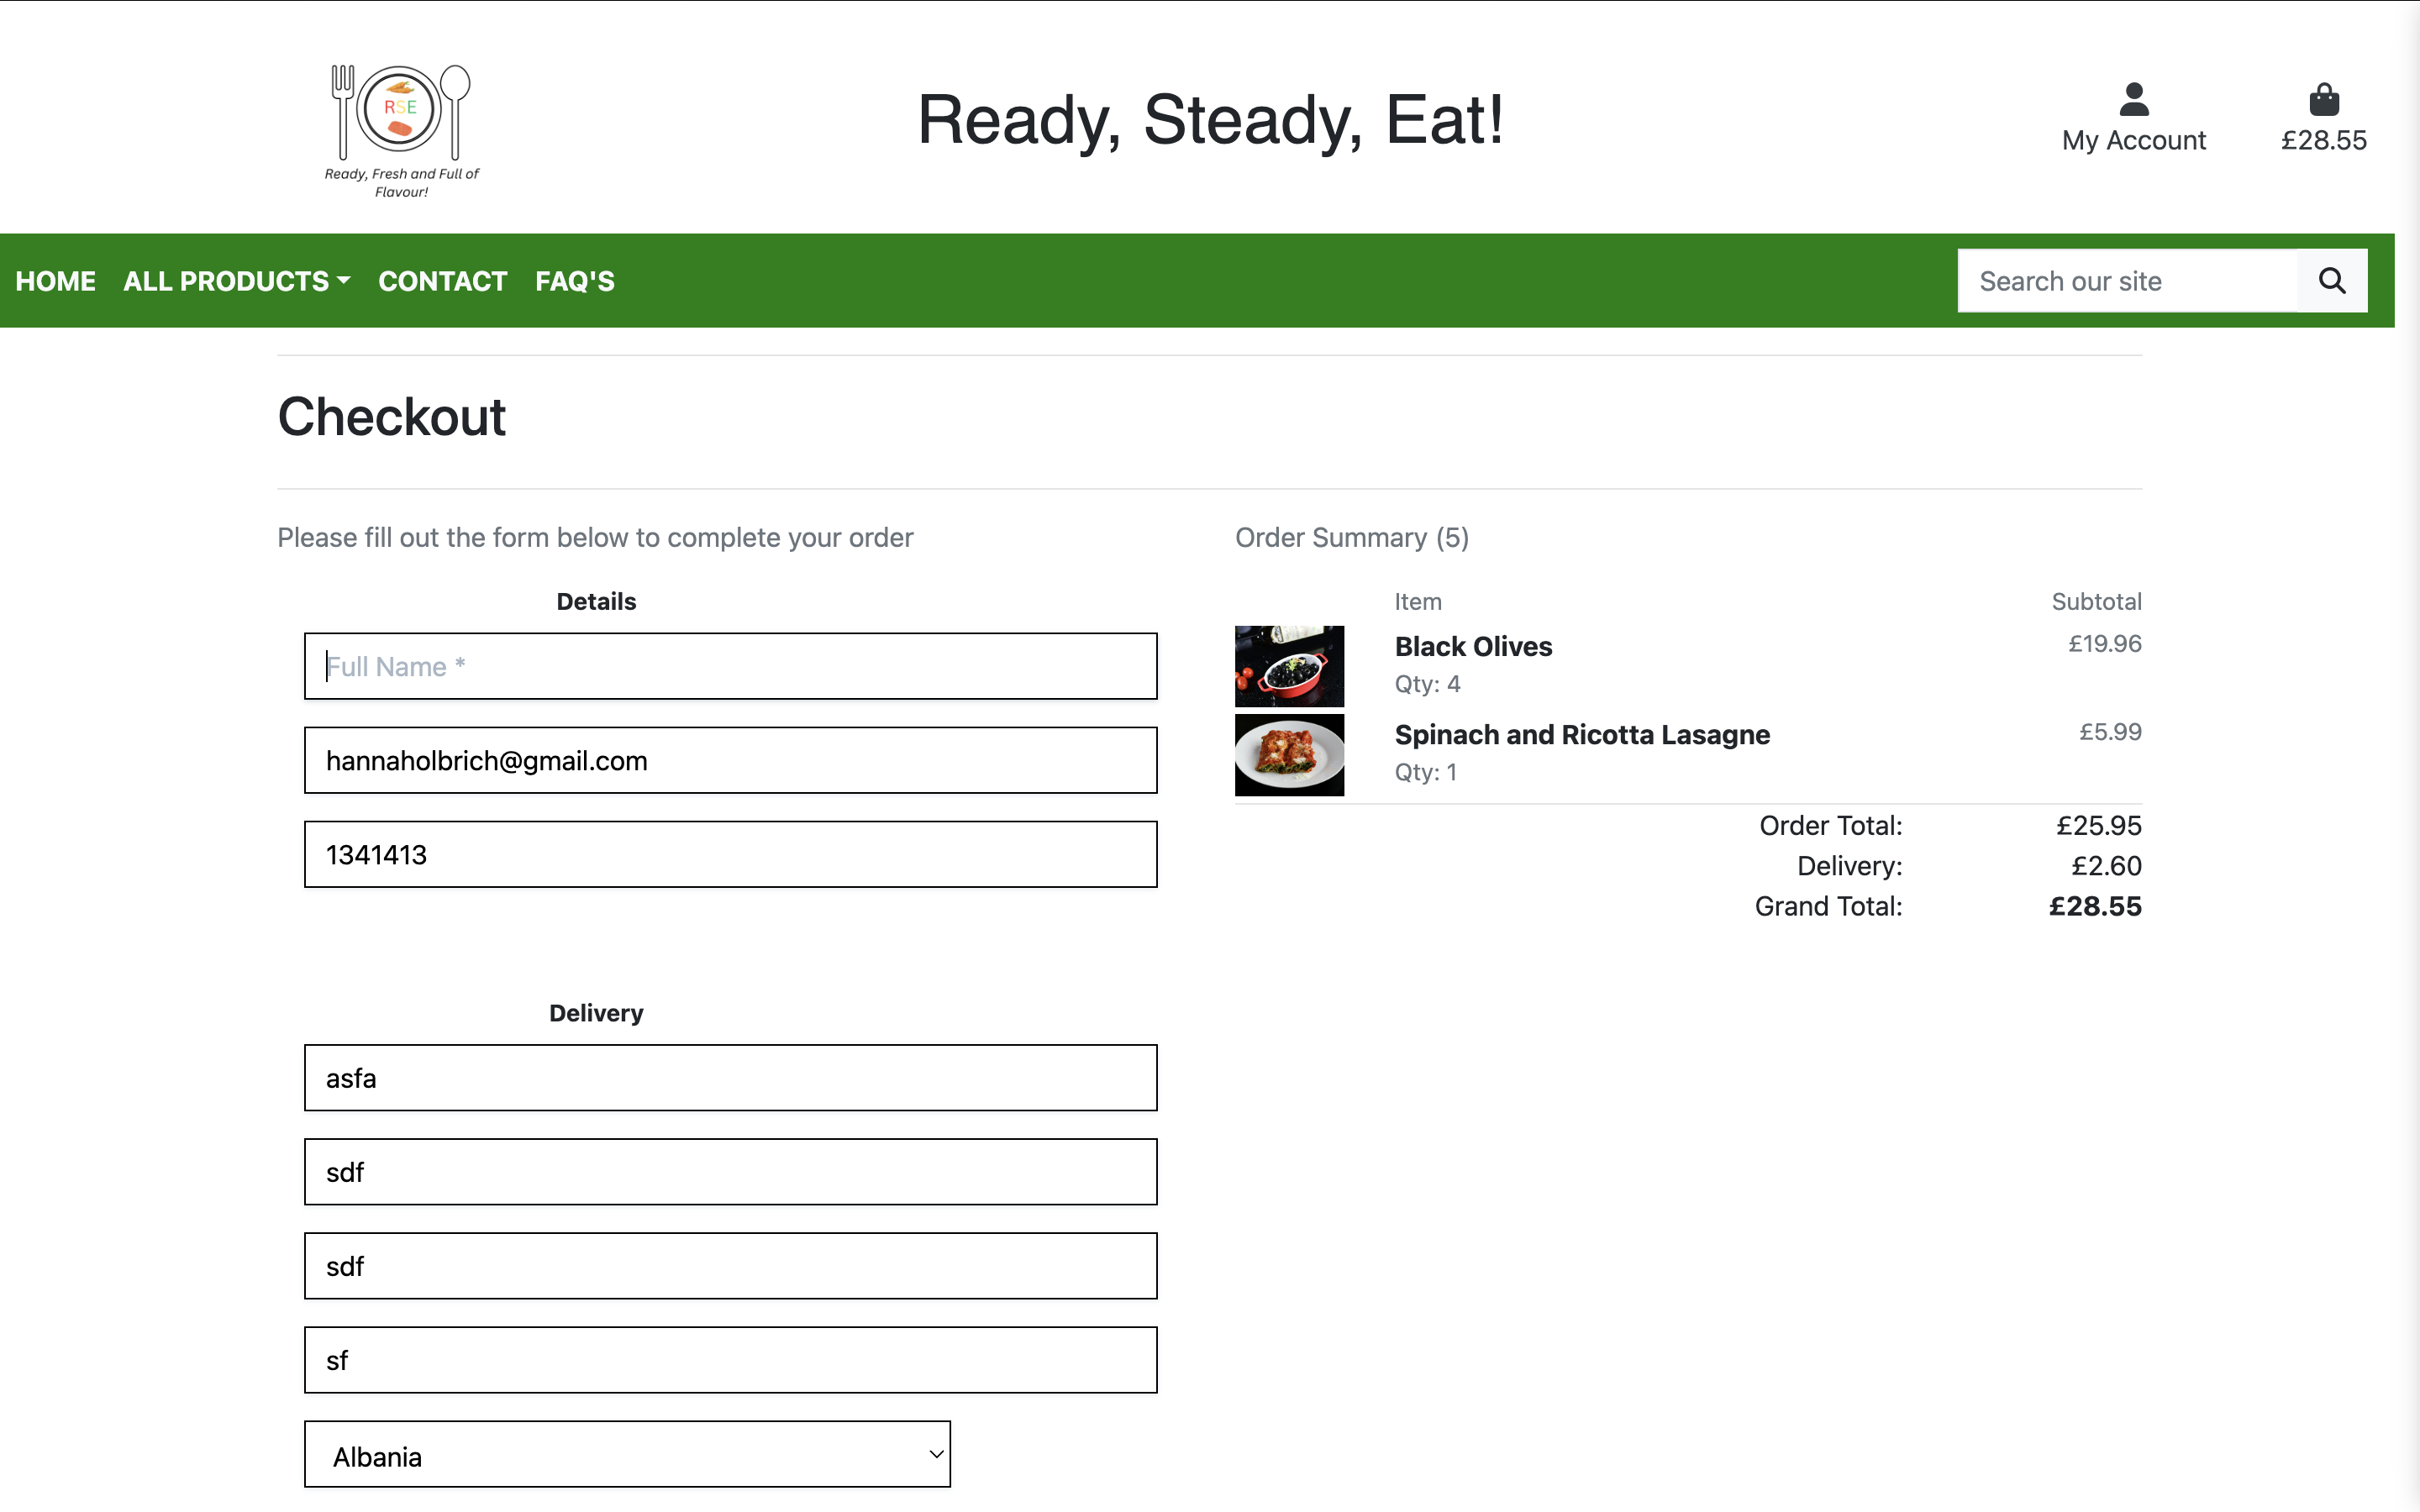 RSE
Ready, Fresh and Full of
Flavour!
Ready, Steady, Eat!
My Account
£28.55
HOME ALL PRODUCTS CONTACT FAQ'S
Search our site
Checkout
Please fill out the form below to complete your order
Details
Full Name *
hannaholbrich@gmail.com
1341413
Delivery
asfa
sdf
sdf
sf
Albania
Order Summary (5)
Item Subtotal
Black Olives £19.96
Qty: 4
Spinach and Ricotta Lasagne £5.99
Qty: 1
Order Total: £25.95
Delivery: £2.60
Grand Total: £28.55